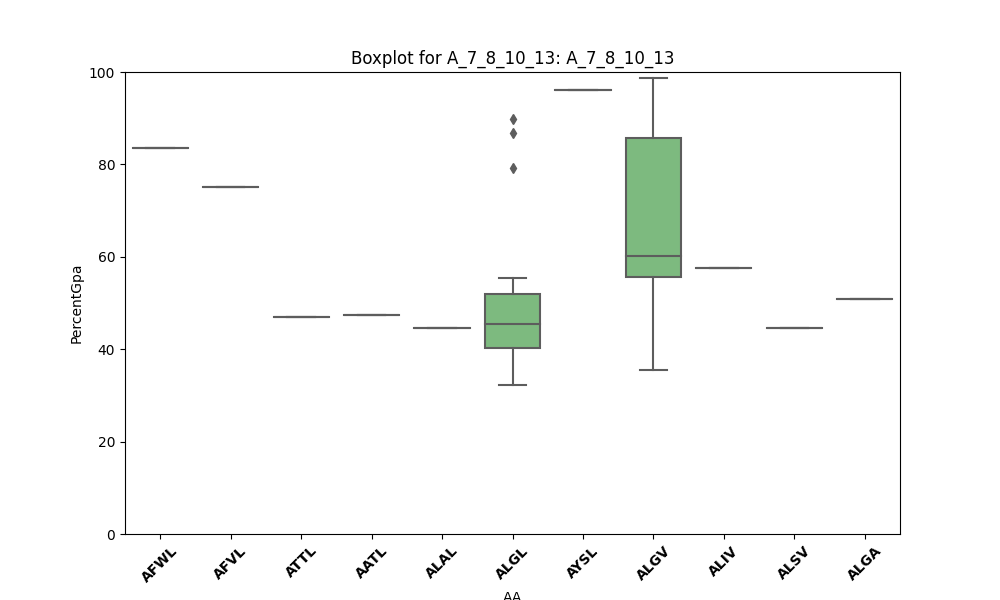 Boxplot for A_7_8_10_13: A_7_8_10_13
100
80
60
40
20
0
PercentGpa
AFWL
AFVL
ATTL
AATL
ALAL
ALGL
AYSL
ALGV
ALIV
ALSV
ALGA
AA